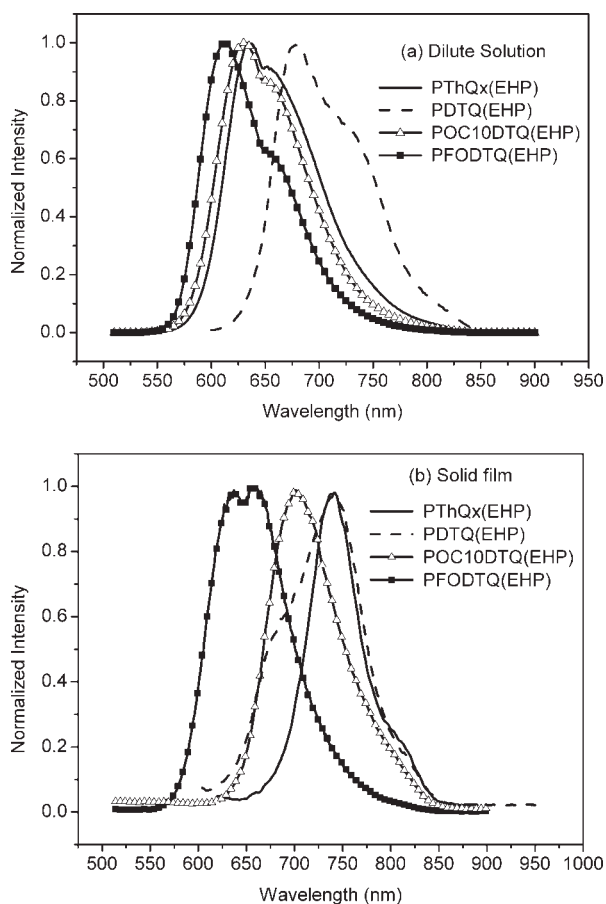 (a) Dilute Solution
PThQx(EHP)
PDTQ(EHP)
POC10DTQ(EHP)
PFODTQ(EHP)
Normalized Intensity
1.0
0.8
0.6
0.4
0.2
0.0
500 550 600 650 700 750 800 850 900 950
Wavelength (nm)
(b) Solid film
PThQx(EHP)
PDTQ(EHP)
POC10DTQ(EHP)
PFODTQ(EHP)
Normalized Intensity
1.0
0.8
0.6
0.4
0.2
0.0
500 550 600 650 700 750 800 850 900 950 1000
Wavelength (nm)